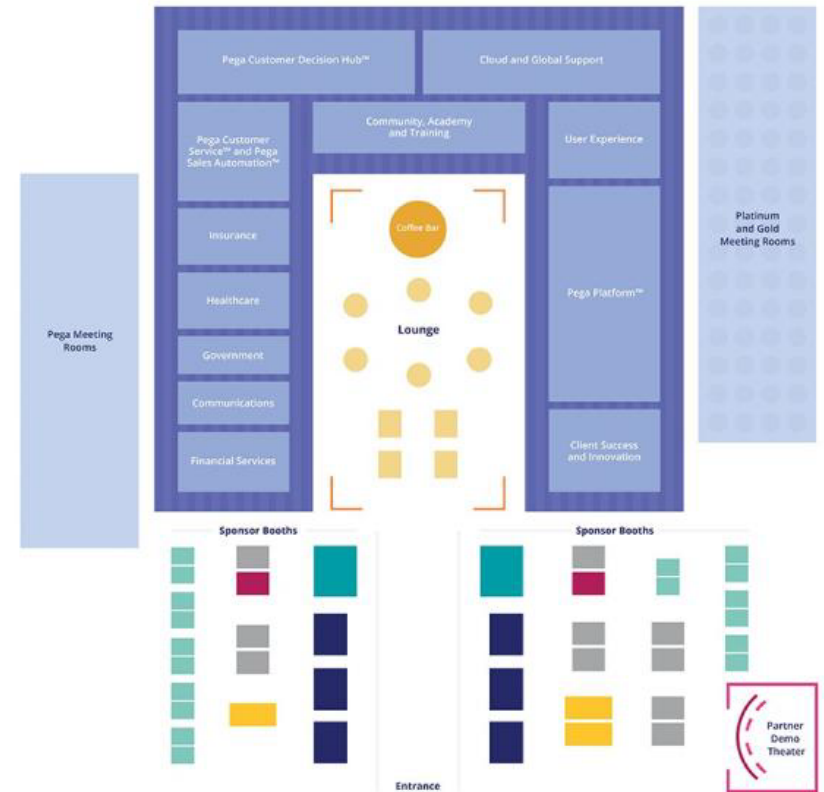 Pega Customer Decision Hub™
Cloud and Global Support
Community, Academy
and Training
Pega Customer
Service™ and Pega
Sales Automation™
User Experience
Insurance
Healthcare
Government
Communications
Financial Services
Coffee Bar
Lounge
Pega Platform™
Client Success
and Innovation
Pega Meeting
Rooms
Platinum
and Gold
Meeting Rooms
Sponsor Booths
Sponsor Booths
Partner
Demo
Theater
Entrance